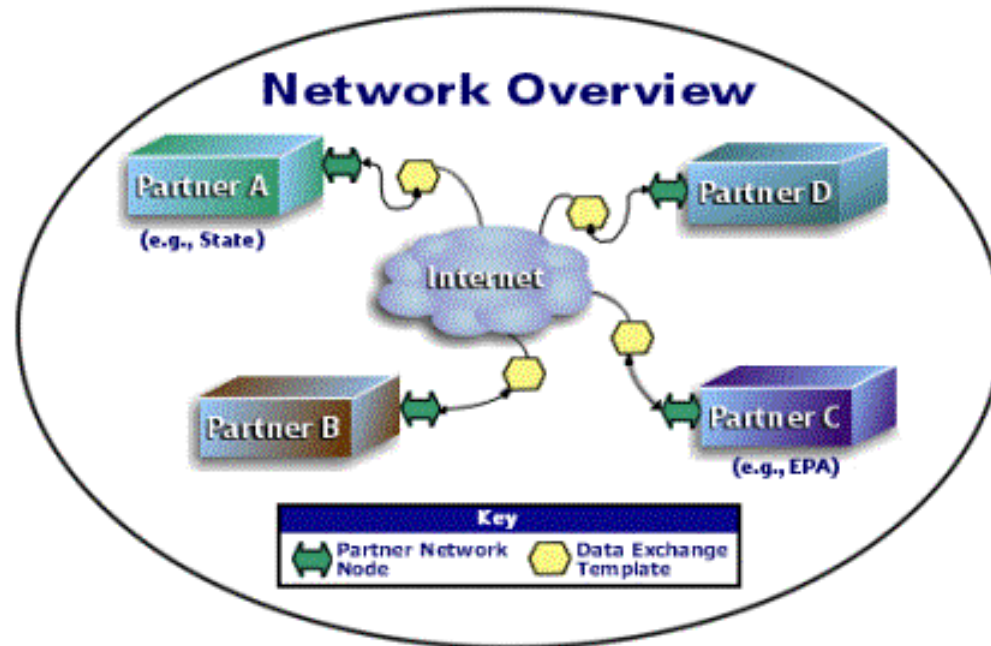 Network Overview
Partner A
(e.g., State)
Partner D
Internet
Partner B
Partner C
(e.g., EPA)
Key
Partner Network
Node
Data Exchange
Template